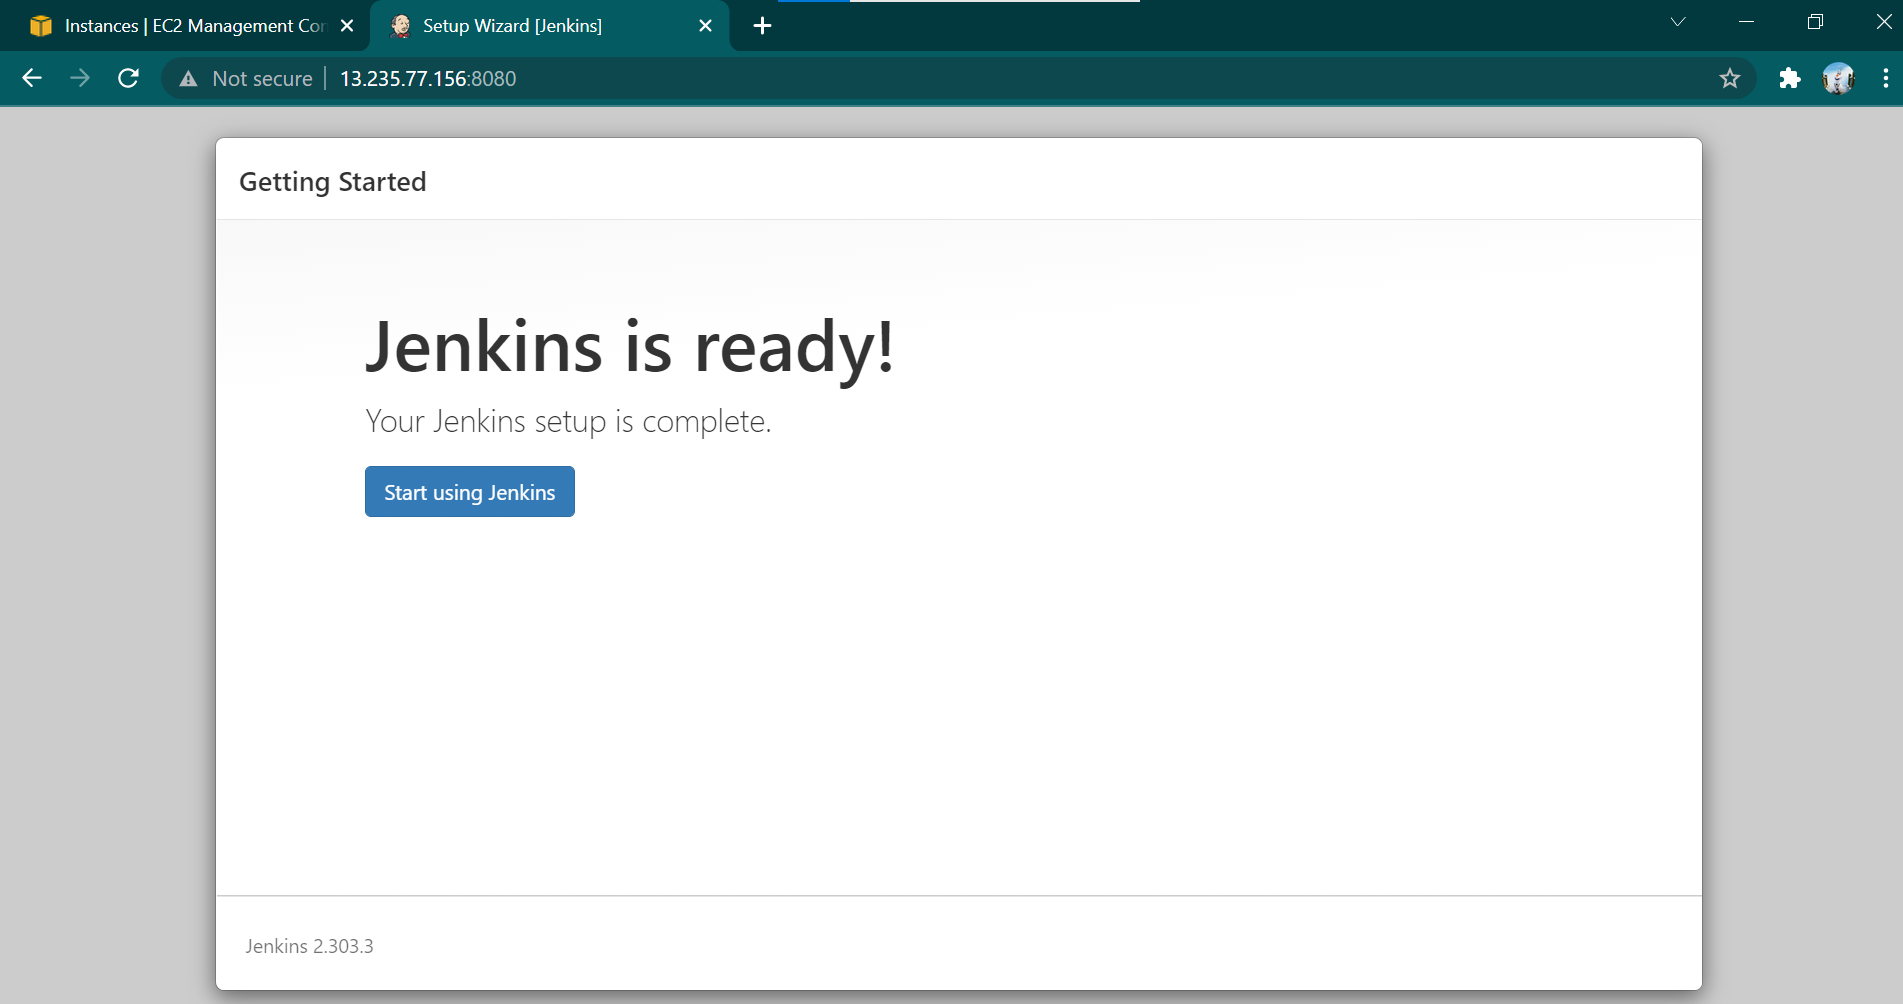 Instances | EC2 Management Con
Setup Wizard [Jenkins]
Not secure | 13.235.77.156:8080
Getting Started
Jenkins is ready!
Your Jenkins setup is complete.
Start using Jenkins
Jenkins 2.303.3